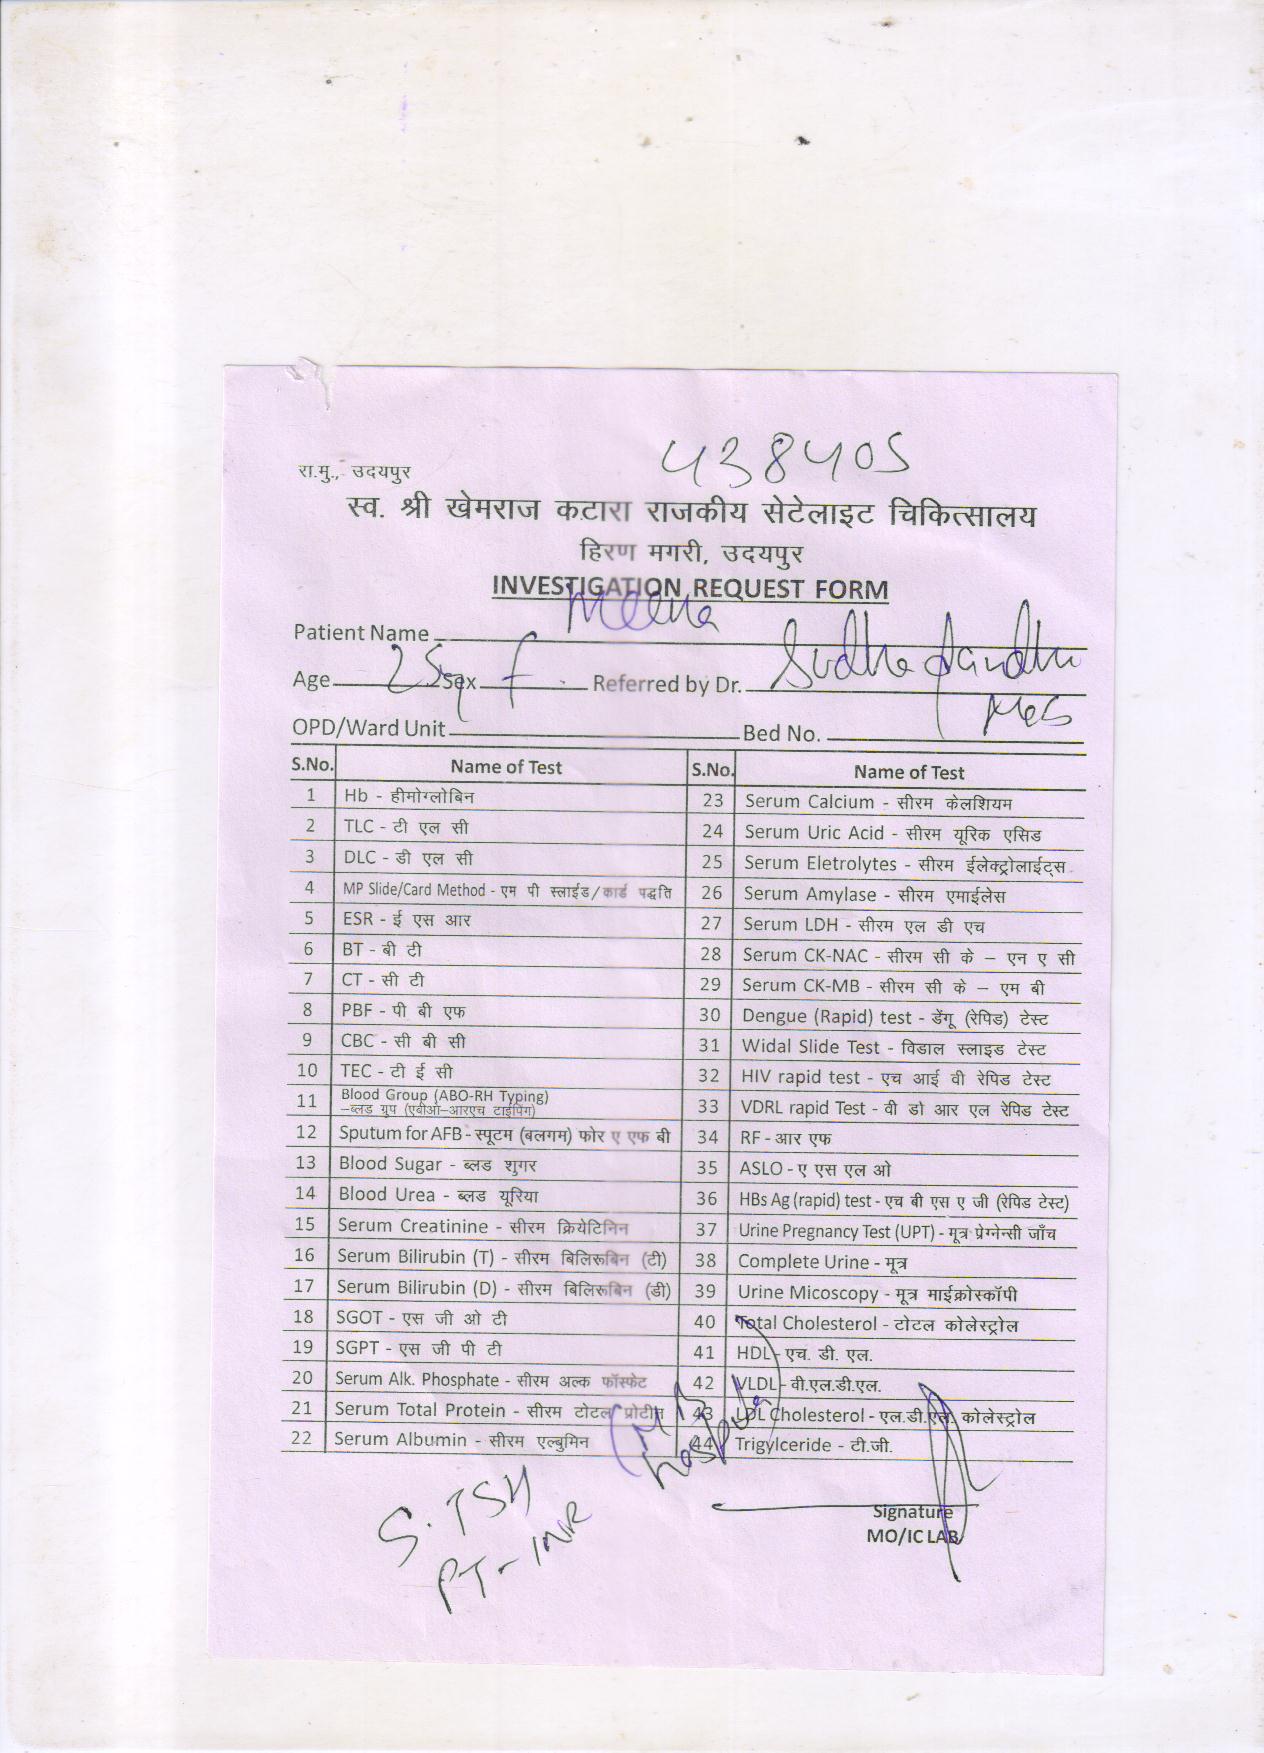 438405
रा.मु., उदयपुर
स्व. श्री खेमराज कटारा राजकीय सेटेलाइट चिकित्सालय
हिरण मगरी, उदयपुर
INVESTIGATION REQUEST FORM
Patient Name Meena
Age 25 Sex f Referred by Dr. Sudha
OPD/Ward Unit Bed No.
S.No. Name of Test S.No. Name of Test
1 Hb - हीमोग्लोबिन 23 Serum Calcium - सीरम केलशियम
2 TLC - टी एल सी 24 Serum Uric Acid - सीरम यूरिक एसिड
3 DLC - डी एल सी 25 Serum Eletrolytes - सीरम ईलेक्ट्रोलाईट्स
4 MP Slide/Card Method - एम पी स्लाईड/कार्ड पद्धति 26 Serum Amylase - सीरम एमाईलेस
5 ESR - ई एस आर 27 Serum LDH - सीरम एल डी एच
6 BT - बी टी 28 Serum CK-NAC - सीरम सी के – एन ए सी
7 CT - सी टी 29 Serum CK-MB - सीरम सी के – एम बी
8 PBF - पी बी एफ 30 Dengue (Rapid) test - डेंगू (रेपिड) टेस्ट
9 CBC - सी बी सी 31 Widal Slide Test - विडाल स्लाइड टेस्ट
10 TEC - टी ई सी 32 HIV rapid test - एच आई वी रेपिड टेस्ट
11 Blood Group (ABO-RH Typing) –ब्लड ग्रुप (एबीओ–आरएच टाईपिंग) 33 VDRL rapid Test - वी डी आर एल रेपिड टेस्ट
12 Sputum for AFB - स्पूटम (बलगम) फोर ए एफ बी 34 RF - आर एफ
13 Blood Sugar - ब्लड शुगर 35 ASLO - ए एस एल ओ
14 Blood Urea - ब्लड यूरिया 36 HBs Ag (rapid) test - एच बी एस ए जी (रेपिड टेस्ट)
15 Serum Creatinine - सीरम क्रियेटिनिन 37 Urine Pregnancy Test (UPT) - मूत्र प्रेग्नेन्सी जाँच
16 Serum Bilirubin (T) - सीरम बिलिरूबिन (टी) 38 Complete Urine - मूत्र
17 Serum Bilirubin (D) - सीरम बिलिरूबिन (डी) 39 Urine Micoscopy - मूत्र माईक्रोस्कॉपी
18 SGOT - एस जी ओ टी 40 Total Cholesterol - टोटल कोलेस्ट्रोल
19 SGPT - एस जी पी टी 41 HDL - एच. डी. एल.
20 Serum Alk. Phosphate - सीरम अल्क फॉस्फेट 42 VLDL - वी.एल.डी.एल.
21 Serum Total Protein - सीरम टोटल प्रोटीन 43 LDL Cholesterol - एल.डी.एल. कोलेस्ट्रोल
22 Serum Albumin - सीरम एल्बुमिन 44 Trigylceride - टी.जी.
hospital
S. TSH
PT-INR
Signature
MO/IC LAB